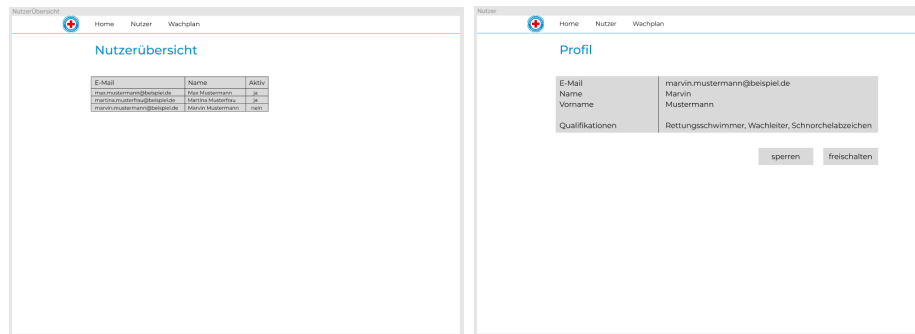 NutzerÜbersicht
Home Nutzer Wachplan
Nutzerübersicht
E-Mail Name Aktiv
max.mustermann@beispiel.de Max Mustermann ja
martina.musterfrau@beispiel.de Martina Musterfrau ja
marvin.mustermann@beispiel.de Marvin Mustermann nein
Nutzer
Home Nutzer Wachplan
Profil
E-Mail marvin.mustermann@beispiel.de
Name Marvin
Vorname Mustermann
Qualifikationen Rettungsschwimmer, Wachleiter, Schnorchelabzeichen
sperren freischalten